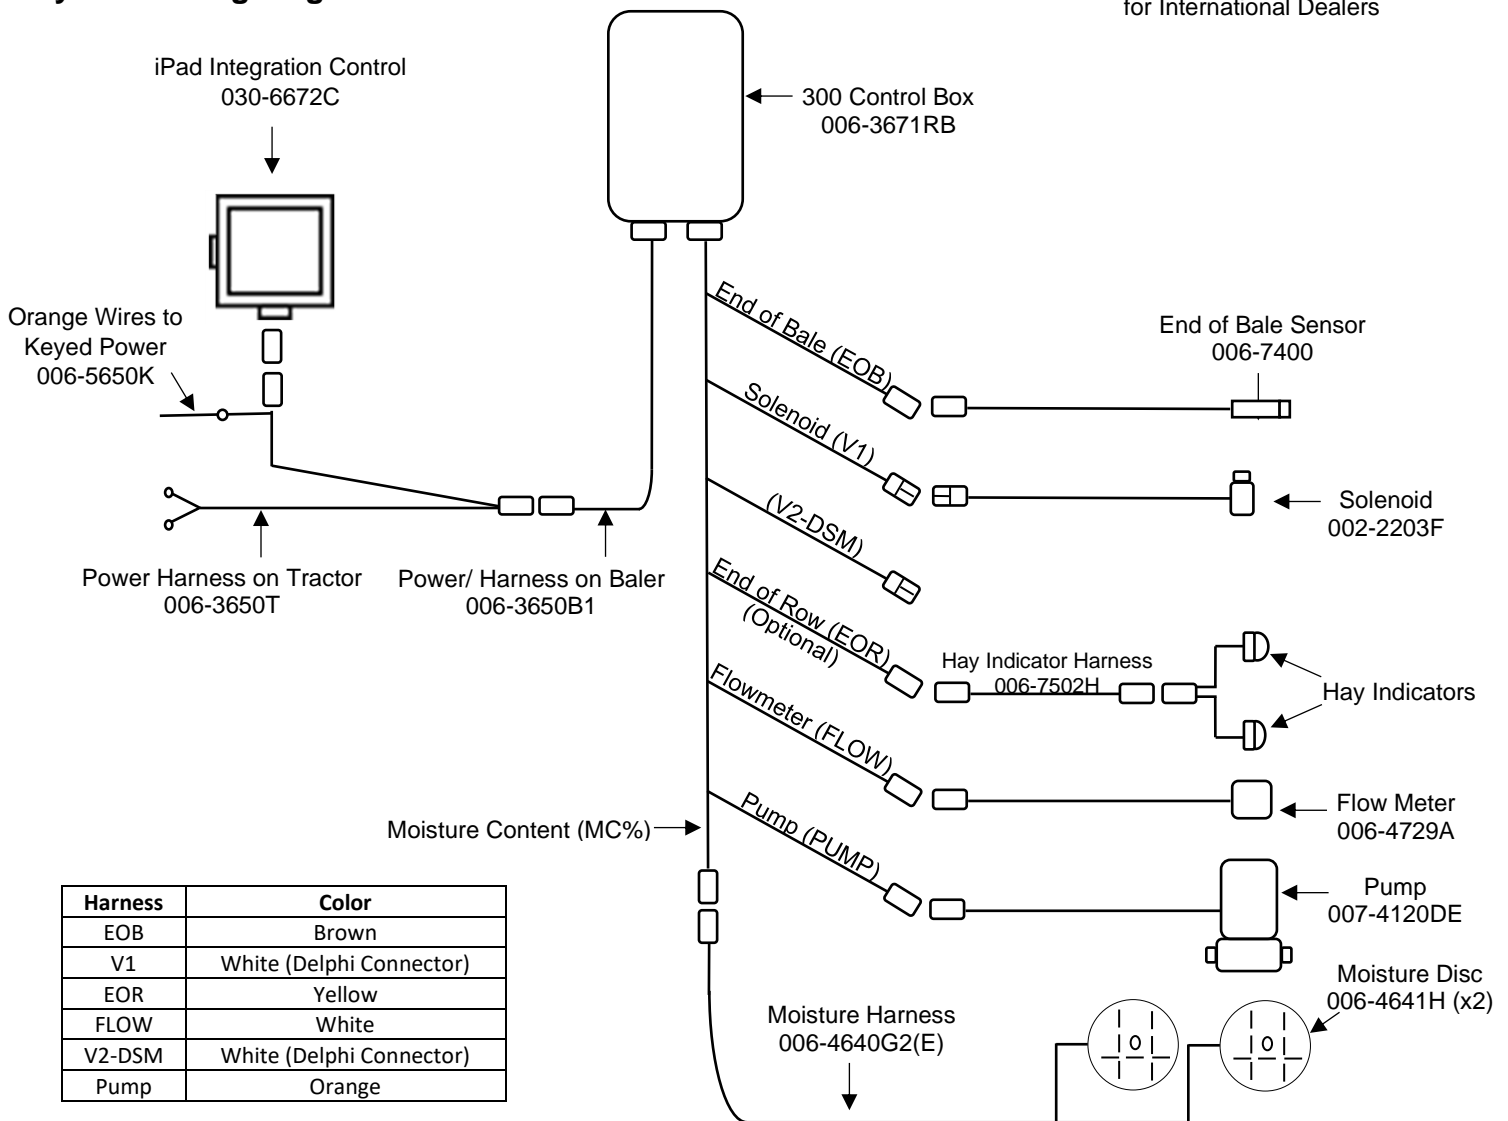 for International Dealers
iPad Integration Control
030-6672C
300 Control Box
006-3671RB
Orange Wires to
Keyed Power
006-5650K
End of Bale (EOB)
End of Bale Sensor
006-7400
Solenoid (V1)
Solenoid
002-2203F
(V2-DSM)
Power Harness on Tractor
006-3650T
Power/ Harness on Baler
006-3650B1
End of Row (EOR)
(Optional)
Hay Indicator Harness
006-7502H
Hay Indicators
Flowmeter (FLOW)
Flow Meter
006-4729A
Moisture Content (MC%)
Pump (PUMP)
Pump
007-4120DE
Harness Color
EOB Brown
V1 White (Delphi Connector)
EOR Yellow
FLOW White
V2-DSM White (Delphi Connector)
Pump Orange
Moisture Disc
006-4641H (x2)
Moisture Harness
006-4640G2(E)